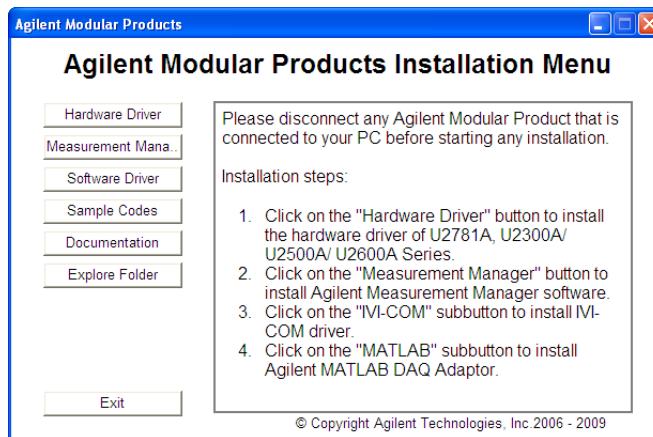 Agilent Modular Products
Agilent Modular Products Installation Menu
Hardware Driver
Measurement Mana..
Software Driver
Sample Codes
Documentation
Explore Folder
Exit
Please disconnect any Agilent Modular Product that is
connected to your PC before starting any installation.
Installation steps:
1. Click on the "Hardware Driver" button to install
the hardware driver of U2781A, U2300A/
U2500A/ U2600A Series.
2. Click on the "Measurement Manager" button to
install Agilent Measurement Manager software.
3. Click on the "IVI-COM" subbutton to install IVI-
COM driver.
4. Click on the "MATLAB" subbutton to install
Agilent MATLAB DAQ Adaptor.
© Copyright Agilent Technologies, Inc.2006 - 2009